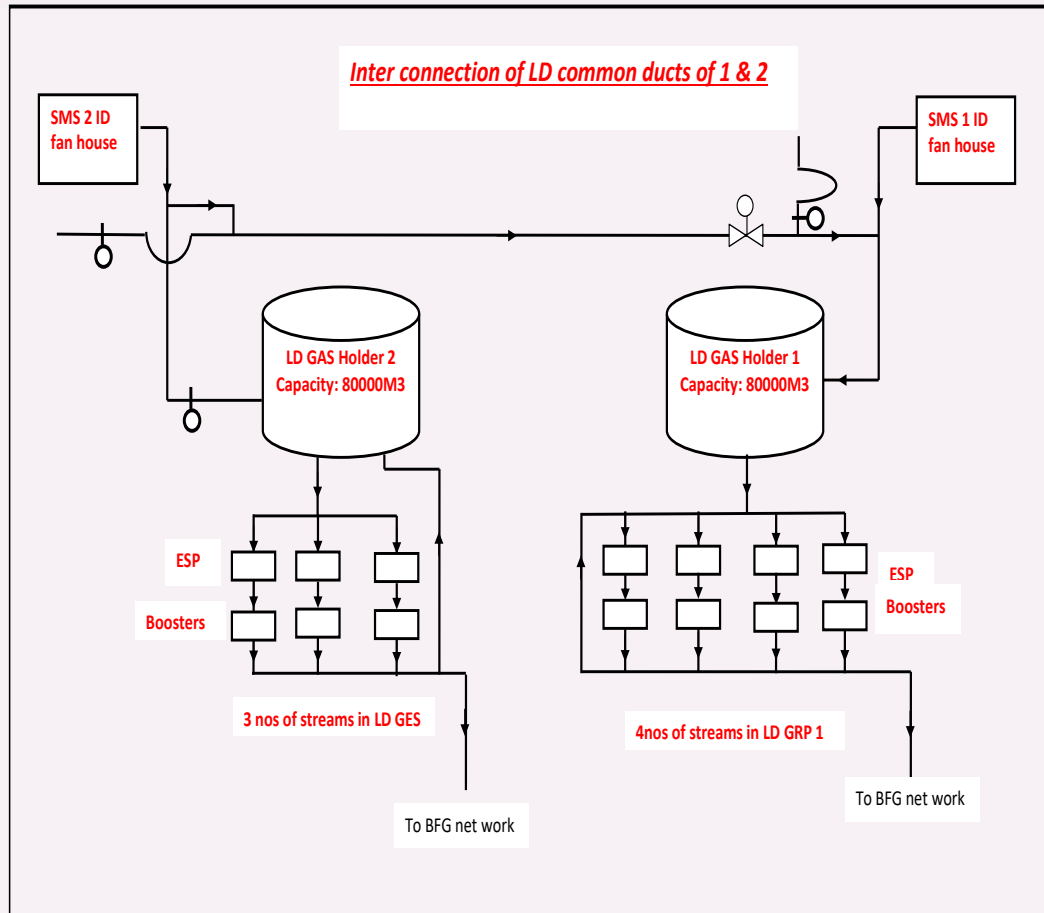 Inter connection of LD common ducts of 1 & 2
SMS 2 ID
fan house
SMS 1 ID
fan house
LD GAS Holder 2
Capacity: 80000M3
LD GAS Holder 1
Capacity: 80000M3
ESP
Boosters
ESP
Boosters
3 nos of streams in LD GES
4nos of streams in LD GRP 1
To BFG net work
To BFG net work